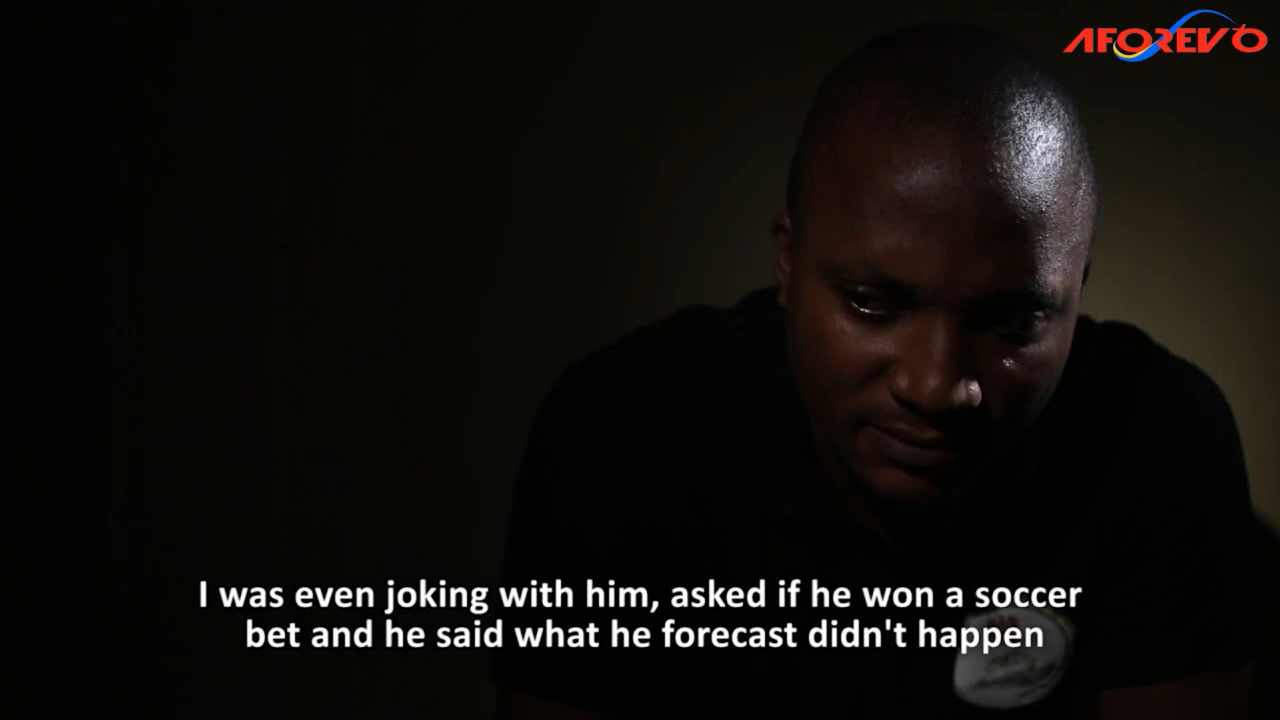 AFOREVO
I was even joking with him, asked if he won a soccer
bet and he said what he forecast didn't happen